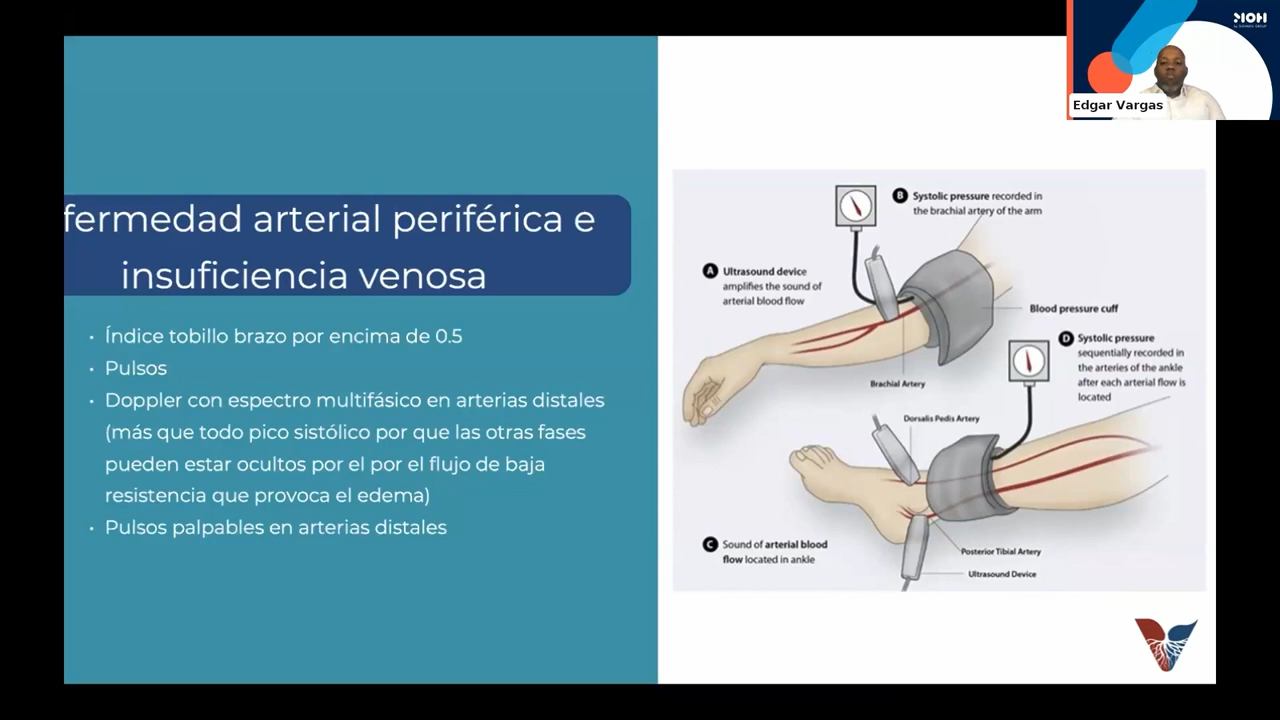 fermedad arterial periférica e
insuficiencia venosa
• Índice tobillo brazo por encima de 0.5
• Pulsos
• Doppler con espectro multifásico en arterias distales
(más que todo pico sistólico por que las otras fases
pueden estar ocultos por el por el flujo de baja
resistencia que provoca el edema)
• Pulsos palpables en arterias distales
B Systolic pressure recorded in
the brachial artery of the arm
A Ultrasound device
amplifies the sound of
arterial blood flow
Blood pressure cuff
D Systolic pressure
sequentially recorded in
the arteries of the ankle
after each arterial flow is
located
Brachial Artery
Dorsalis Pedis Artery
C Sound of arterial blood
flow located in ankle
Posterior Tibial Artery
Ultrasound Device
Edgar Vargas